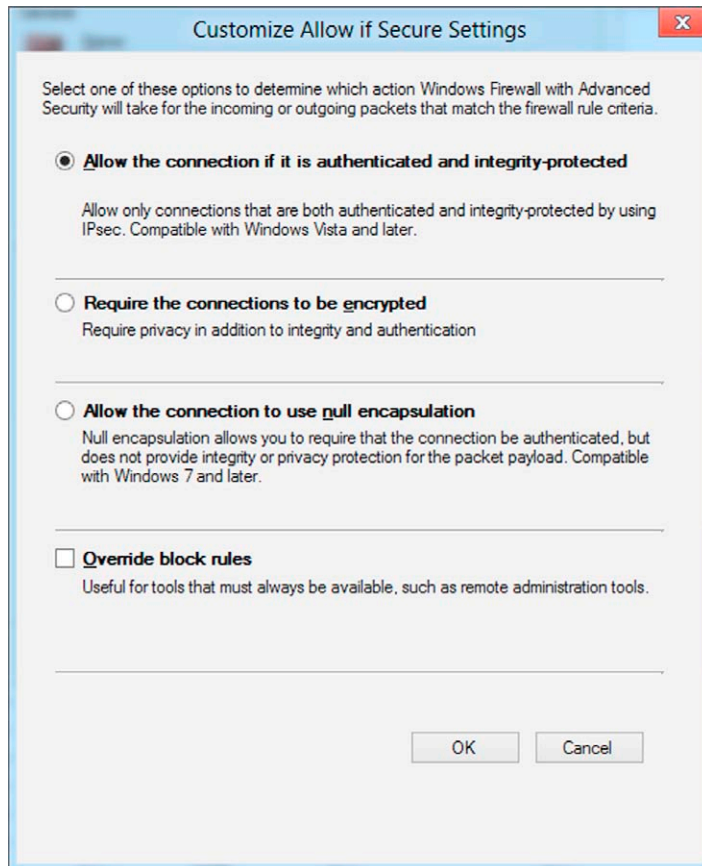 Customize Allow if Secure Settings
X
Select one of these options to determine which action Windows Firewall with Advanced
Security will take for the incoming or outgoing packets that match the firewall rule criteria.
Allow the connection if it is authenticated and integrity-protected
Allow only connections that are both authenticated and integrity-protected by using
IPsec. Compatible with Windows Vista and later.
Require the connections to be encrypted
Require privacy in addition to integrity and authentication
Allow the connection to use null encapsulation
Null encapsulation allows you to require that the connection be authenticated, but
does not provide integrity or privacy protection for the packet payload. Compatible
with Windows 7 and later.
Override block rules
Useful for tools that must always be available, such as remote administration tools.
OK
Cancel